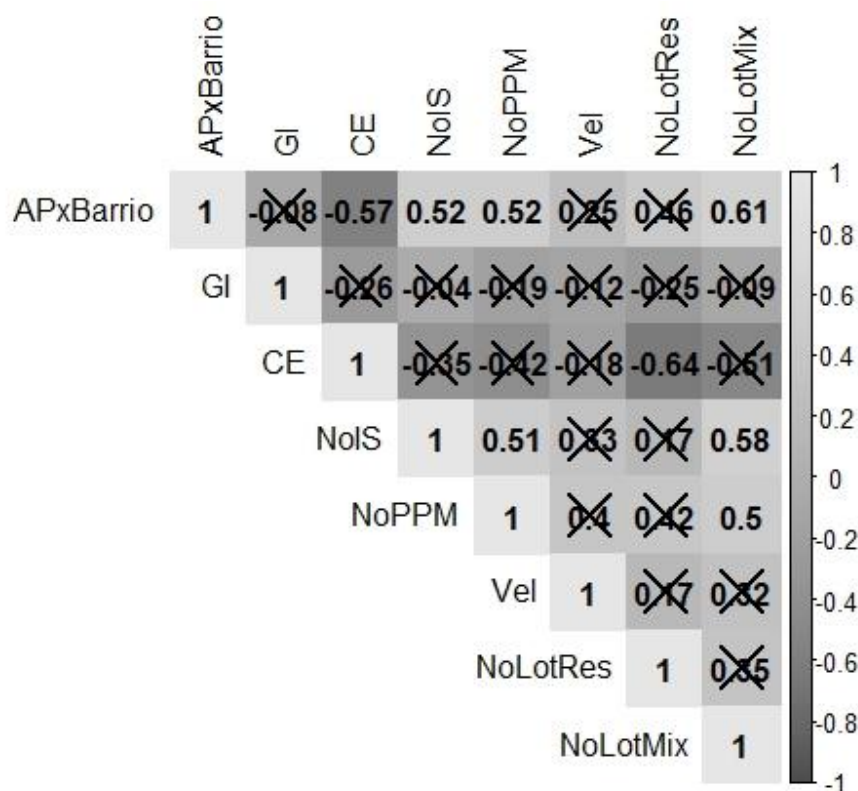 APxBarrio GI CE NoIS NoPPM Vel NoLotRes NoLotMix
APxBarrio 1 -0.08 -0.57 0.52 0.52 0.25 0.46 0.61
GI 1 -0.26 -0.04 -0.19 -0.12 -0.25 -0.09
CE 1 -0.35 -0.42 -0.18 -0.64 -0.51
NoIS 1 0.51 0.33 0.17 0.58
NoPPM 1 0.4 0.42 0.5
Vel 1 0.17 0.32
NoLotRes 1 0.35
NoLotMix 1
1
0.8
0.6
0.4
0.2
0
-0.2
-0.4
-0.6
-0.8
-1